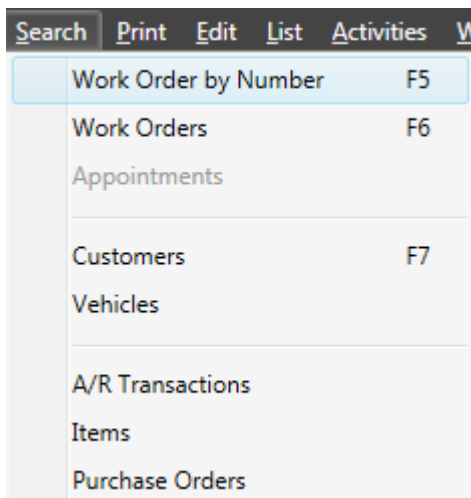 Search Print Edit List Activities W
Work Order by Number F5
Work Orders F6
Appointments
Customers F7
Vehicles
A/R Transactions
Items
Purchase Orders